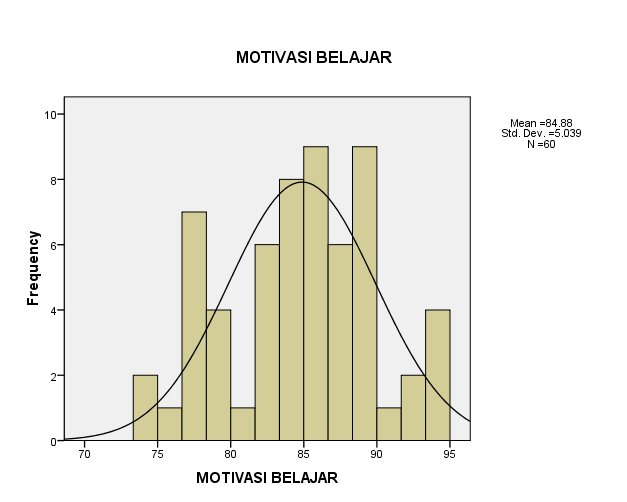 MOTIVASI BELAJAR
Mean =84.88
Std. Dev. =5.039
N =60
Frequency
10
8
6
4
2
0
70 75 80 85 90 95
MOTIVASI BELAJAR